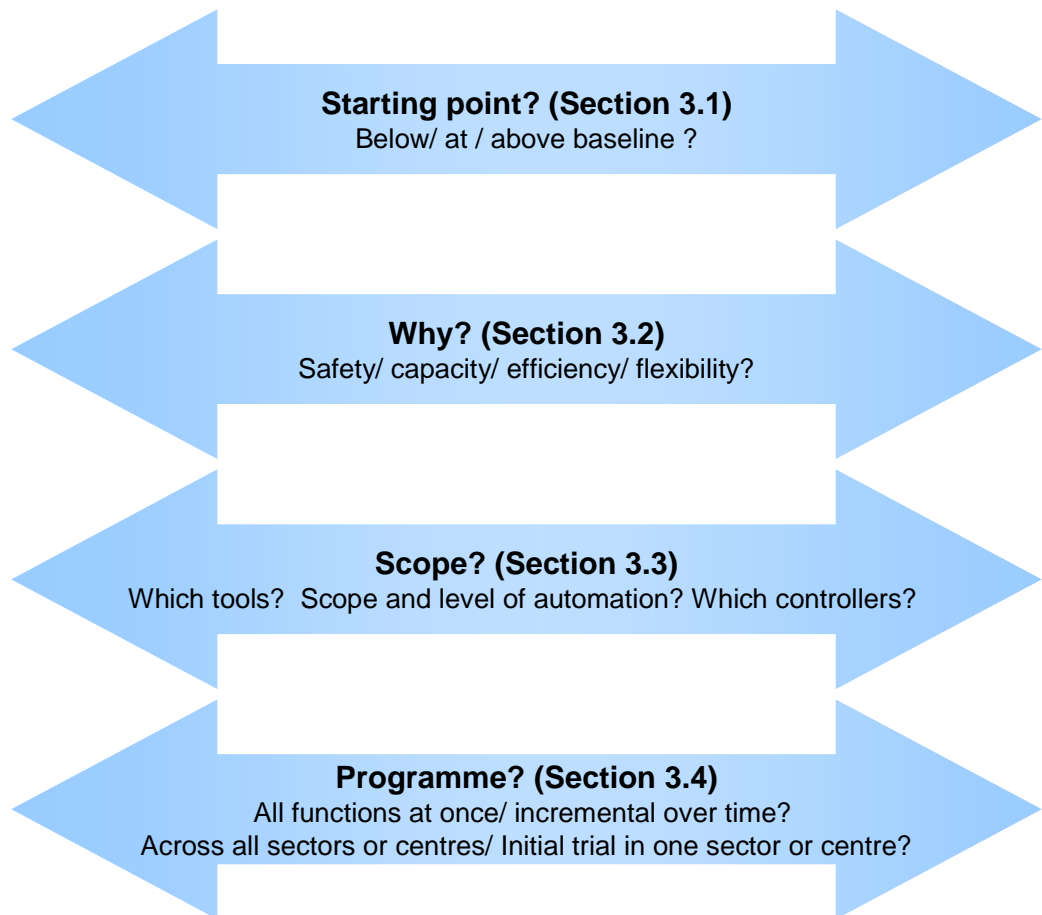 Starting point? (Section 3.1)
Below/ at / above baseline ?
Why? (Section 3.2)
Safety/ capacity/ efficiency/ flexibility?
Scope? (Section 3.3)
Which tools?  Scope and level of automation? Which controllers?
Programme? (Section 3.4)
All functions at once/ incremental over time?
Across all sectors or centres/ Initial trial in one sector or centre?